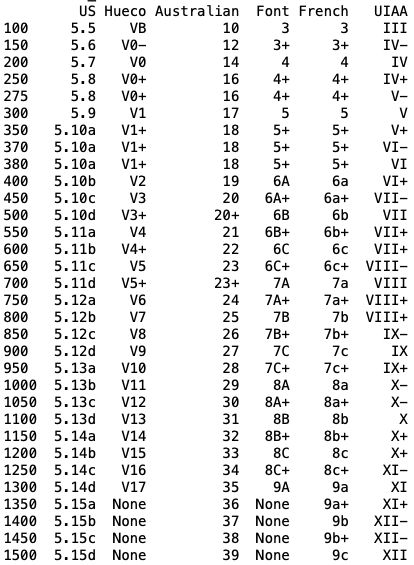 US Hueco Australian Font French UIAA
100 5.5 VB 10 3 3 III
150 5.6 V0- 12 3+ 3+ IV-
200 5.7 V0 14 4 4 IV
250 5.8 V0+ 16 4+ 4+ IV+
275 5.8 V0+ 16 4+ 4+ V-
300 5.9 V1 17 5 5 V
350 5.10a V1+ 18 5+ 5+ V+
370 5.10a V1+ 18 5+ 5+ VI-
380 5.10a V1+ 18 5+ 5+ VI
400 5.10b V2 19 6A 6a VI+
450 5.10c V3 20 6A+ 6a+ VII-
500 5.10d V3+ 20+ 6B 6b VII
550 5.11a V4 21 6B+ 6b+ VII+
600 5.11b V4+ 22 6C 6c VII+
650 5.11c V5 23 6C+ 6c+ VIII-
700 5.11d V5+ 23+ 7A 7a VIII
750 5.12a V6 24 7A+ 7a+ VIII+
800 5.12b V7 25 7B 7b VIII+
850 5.12c V8 26 7B+ 7b+ IX-
900 5.12d V9 27 7C 7c IX
950 5.13a V10 28 7C+ 7c+ IX+
1000 5.13b V11 29 8A 8a X-
1050 5.13c V12 30 8A+ 8a+ X-
1100 5.13d V13 31 8B 8b X
1150 5.14a V14 32 8B+ 8b+ X+
1200 5.14b V15 33 8C 8c X+
1250 5.14c V16 34 8C+ 8c+ XI-
1300 5.14d V17 35 9A 9a XI
1350 5.15a None 36 None 9a+ XI+
1400 5.15b None 37 None 9b XII-
1450 5.15c None 38 None 9b+ XII-
1500 5.15d None 39 None 9c XII